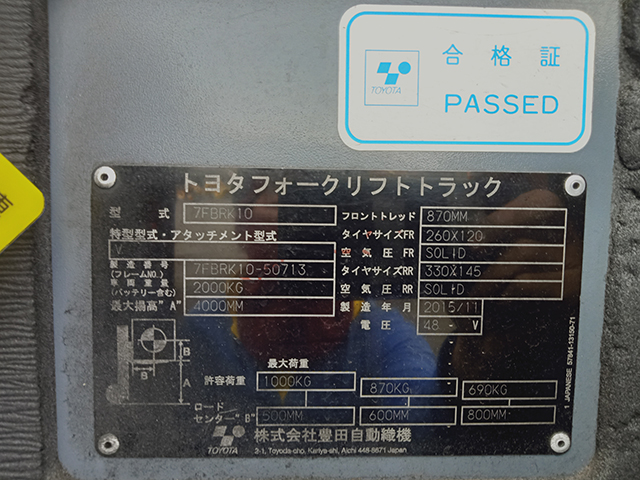 合格証
TOYOTA
PASSED
トヨタフォークリフトトラック
型式 7FBRK10 フロントトレッド 870MM
特型型式・アタッチメント型式 タイヤサイズFR 260X120
V 空気圧FR SOLID
製造番号 (フレームNO.) 7FBRK10-50713 タイヤサイズRR 330X145
車両重量 (バッテリー含む) 2000KG 空気圧RR SOLID
最大揚高"A" 4000MM 製造年月 2015/11
電圧 48 - V
B
B A
最大荷重
許容荷重 1000KG 870KG 690KG
ロードセンター"B" 500MM 600MM 800MM
TOYOTA 株式会社豊田自動織機
2-1, Toyoda-cho, Kariya-shi, Aichi 448-8671 Japan
1 JAPANESE 57841-13150-71